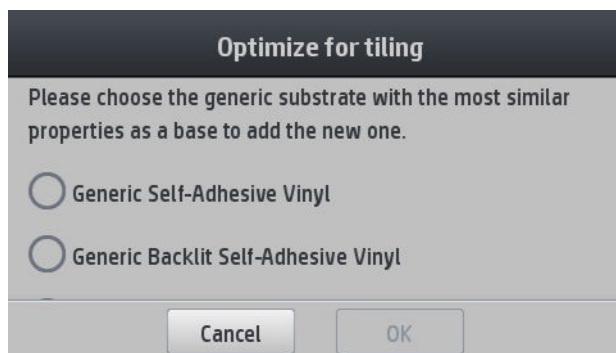 Optimize for tiling
Please choose the generic substrate with the most similar
properties as a base to add the new one.
Generic Self-Adhesive Vinyl
Generic Backlit Self-Adhesive Vinyl
Cancel
OK